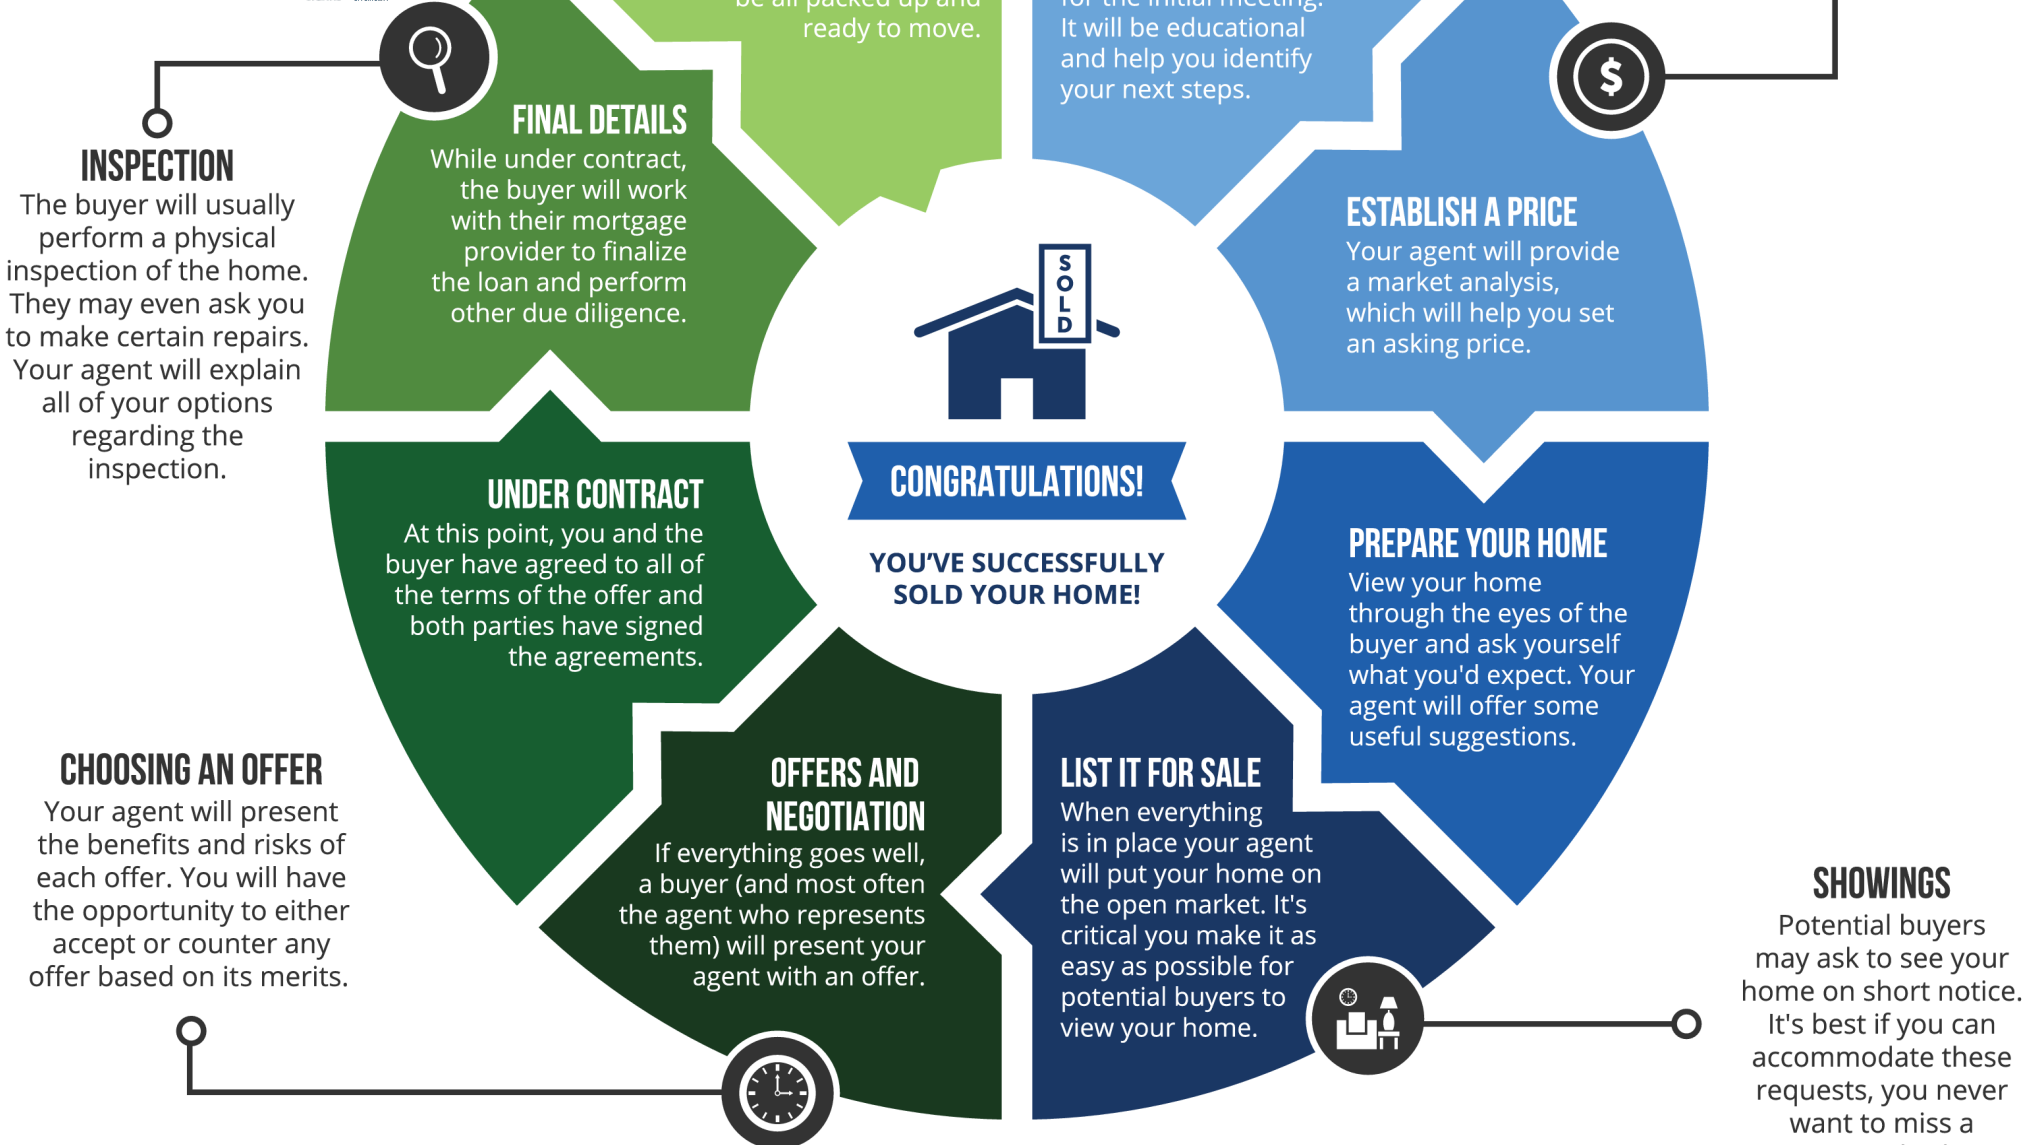 be all packed up and
ready to move.
for the initial meeting.
It will be educational
and help you identify
your next steps.
FINAL DETAILS
While under contract,
the buyer will work
with their mortgage
provider to finalize
the loan and perform
other due diligence.
INSPECTION
The buyer will usually
perform a physical
inspection of the home.
They may even ask you
to make certain repairs.
Your agent will explain
all of your options
regarding the
inspection.
ESTABLISH A PRICE
Your agent will provide
a market analysis,
which will help you set
an asking price.
SOLD
CONGRATULATIONS!
YOU'VE SUCCESSFULLY
SOLD YOUR HOME!
UNDER CONTRACT
At this point, you and the
buyer have agreed to all of
the terms of the offer and
both parties have signed
the agreements.
PREPARE YOUR HOME
View your home
through the eyes of the
buyer and ask yourself
what you'd expect. Your
agent will offer some
useful suggestions.
CHOOSING AN OFFER
Your agent will present
the benefits and risks of
each offer. You will have
the opportunity to either
accept or counter any
offer based on its merits.
OFFERS AND
NEGOTIATION
If everything goes well,
a buyer (and most often
the agent who represents
them) will present your
agent with an offer.
LIST IT FOR SALE
When everything
is in place your agent
will put your home on
the open market. It's
critical you make it as
easy as possible for
potential buyers to
view your home.
SHOWINGS
Potential buyers
may ask to see your
home on short notice.
It's best if you can
accommodate these
requests, you never
want to miss a
$